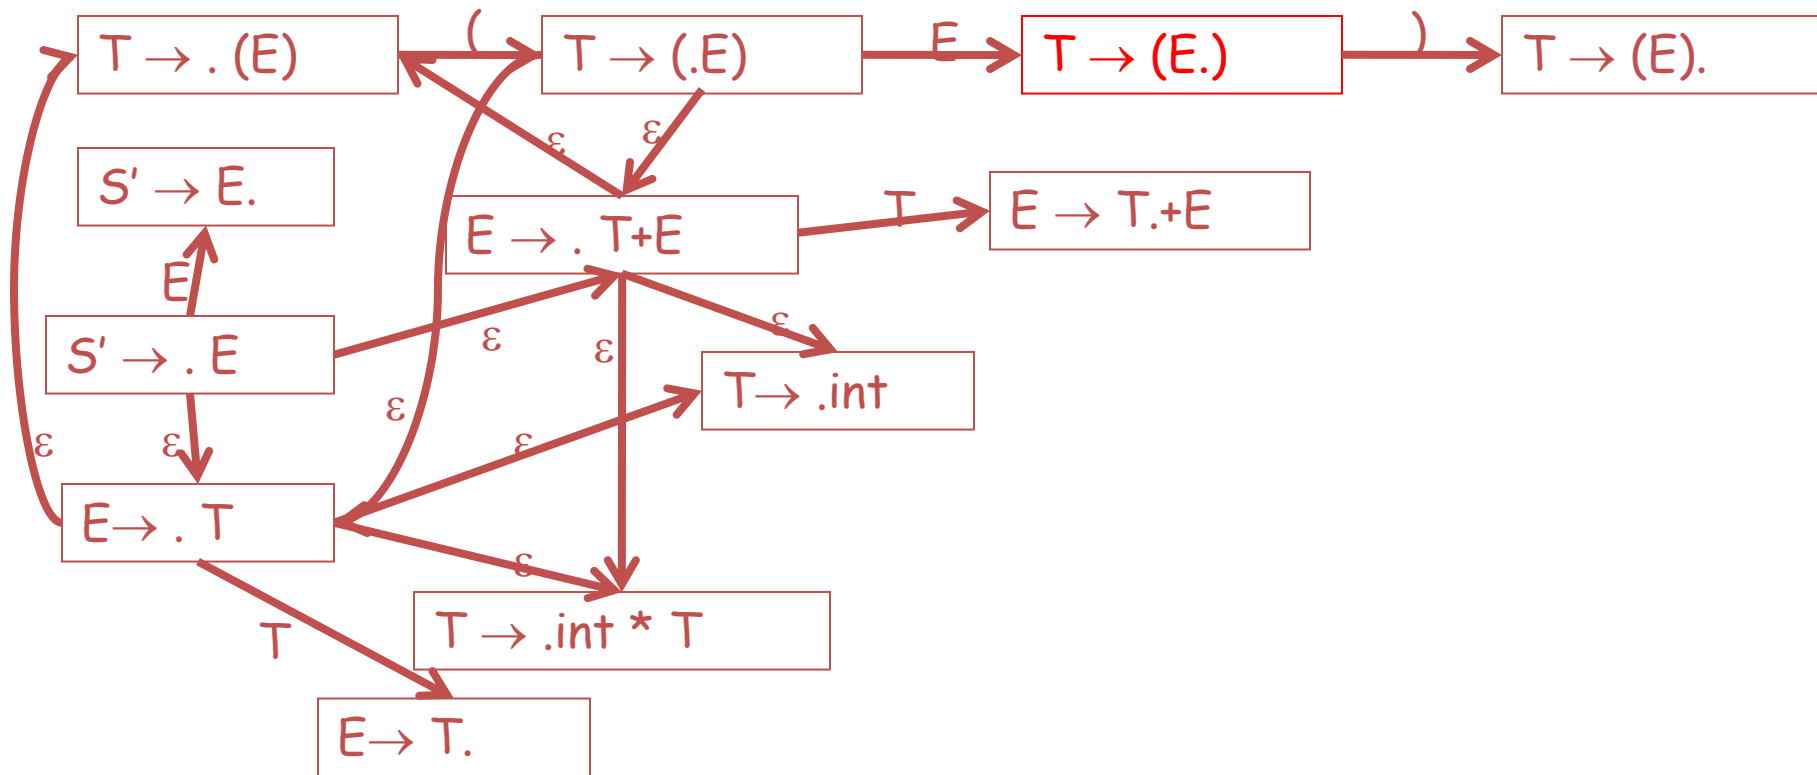 T → . (E)
(
T → (.E)
E
T → (E.)
)
T → (E).
ε
ε
S' → E.
E → . T+E
T
E → T.+E
E
S' → . E
ε
ε
ε
T→ .int
ε
ε
ε
ε
E→ . T
ε
T → .int * T
T
E→ T.